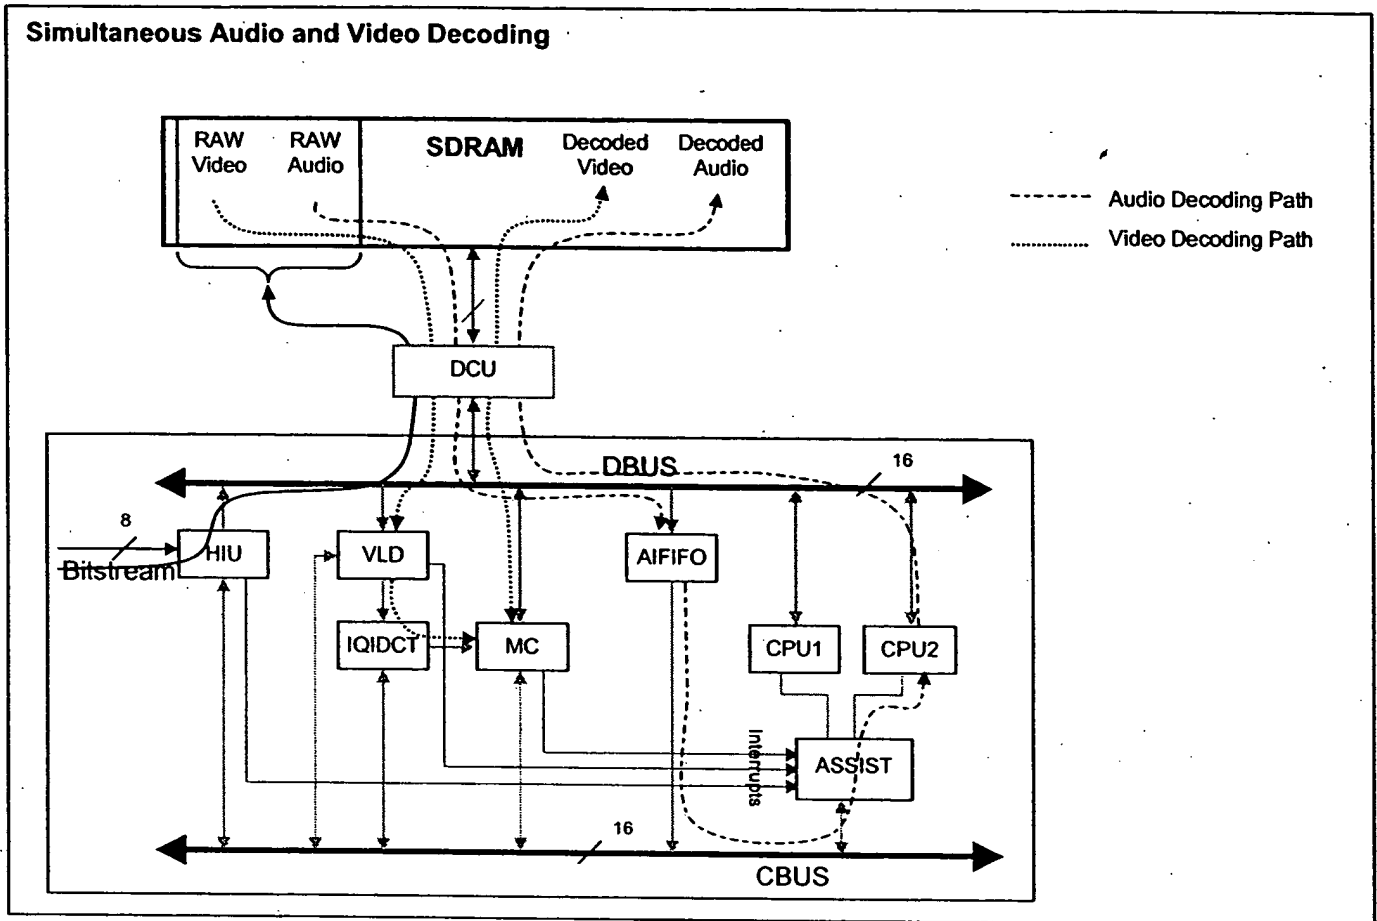 Simultaneous Audio and Video Decoding
RAW
Video
RAW
Audio
SDRAM
Decoded
Video
Decoded
Audio
Audio Decoding Path
Video Decoding Path
DCU
DBUS
16
8
Bitstream
HIU
VLD
AIFIFO
IQIDCT
MC
CPU1
CPU2
Interrupts
ASSIST
16
CBUS